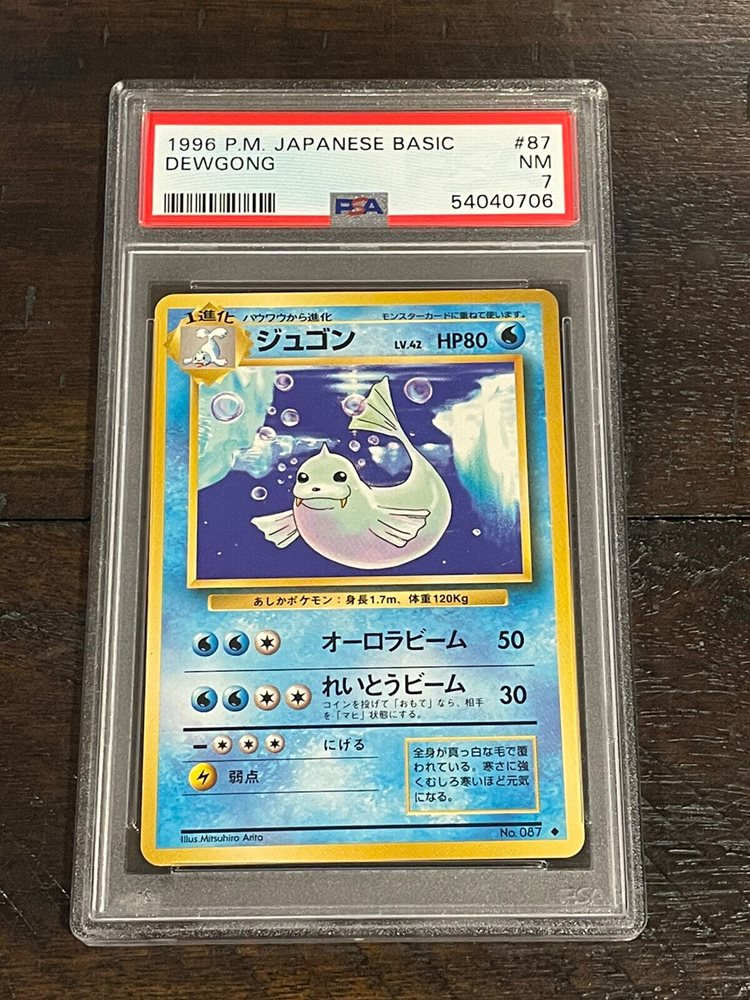 1996 P.M. JAPANESE BASIC #87
DEWGONG NM
7
PSA 54040706
1進化 パウワウから進化 モンスターカードに重ねて使います。
ジュゴン LV.42 HP80
あしかポケモン：身長1.7m、体重120Kg
オーロラビーム 50
れいとうビーム 30
コインを投げて「おもて」なら、相手
を「マヒ」状態にする。
にげる
弱点
全身が真っ白な毛で覆
われている。寒さに強
くむしろ寒いほど元気
になる。
Illus. Mitsuhiro Arita No. 087
PSA